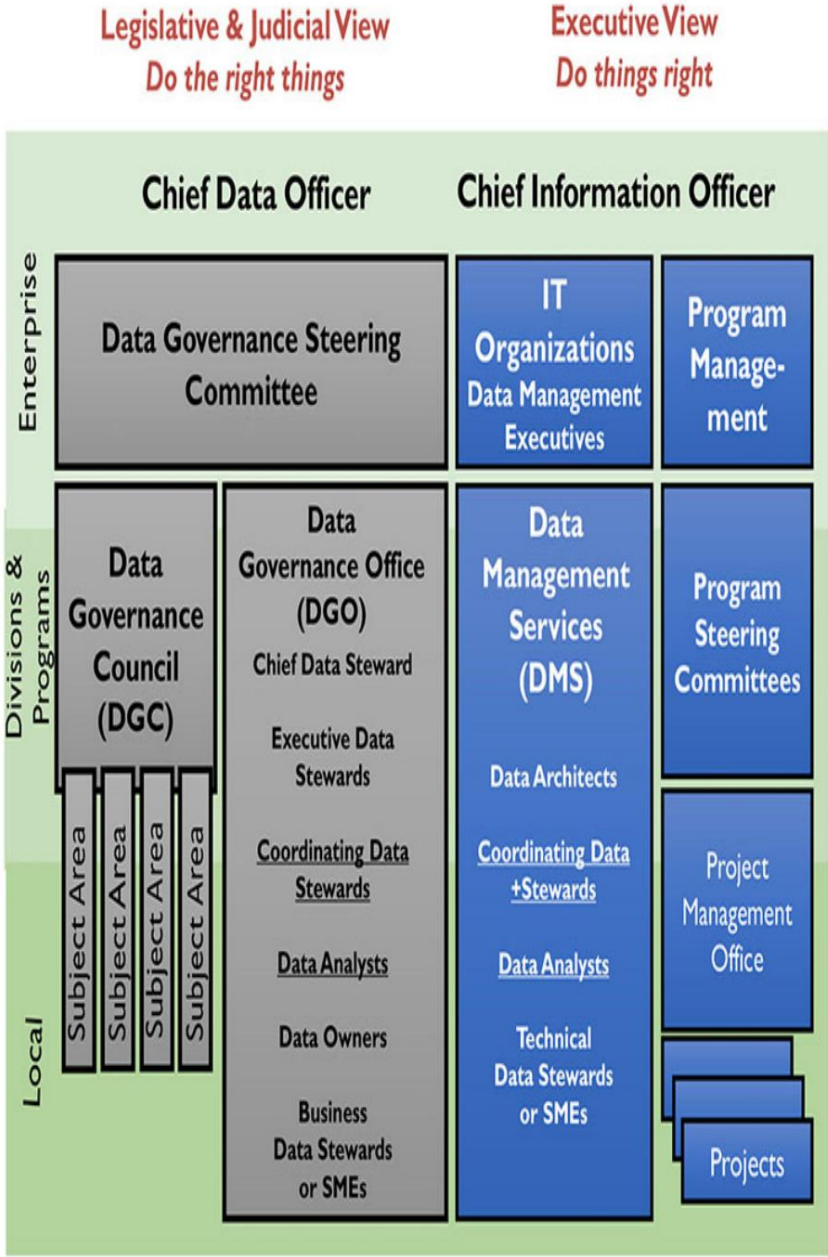 Legislative & Judicial View
Do the right things
Executive View
Do things right
Chief Data Officer
Chief Information Officer
Enterprise
Data Governance Steering
Committee
IT
Organizations
Data Management
Executives
Program
Manage-
ment
Divisions &
Programs
Data
Governance
Council
(DGC)
Subject Area
Subject Area
Subject Area
Subject Area
Data
Governance Office
(DGO)
Chief Data Steward
Executive Data
Stewards
Coordinating Data
Stewards
Data Analysts
Data Owners
Business
Data Stewards
or SMEs
Data
Management
Services
(DMS)
Data Architects
Coordinating Data
+Stewards
Data Analysts
Technical
Data Stewards
or SMEs
Program
Steering
Committees
Project
Management
Office
Projects
Local